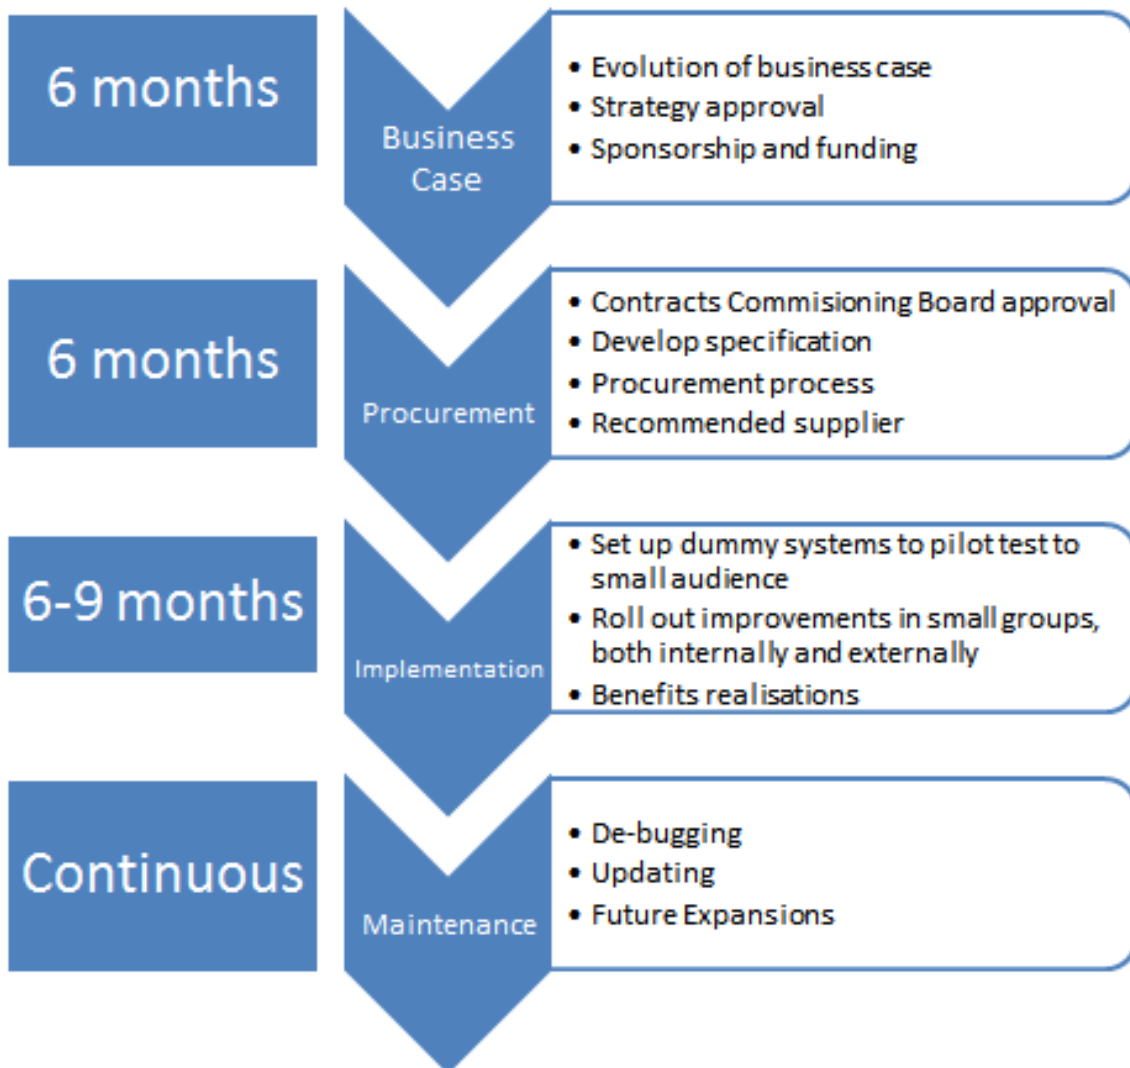 6 months
Business
Case
• Evolution of business case
• Strategy approval
• Sponsorship and funding
6 months
Procurement
• Contracts Commisioning Board approval
• Develop specification
• Procurement process
• Recommended supplier
6-9 months
Implementation
• Set up dummy systems to pilot test to
small audience
• Roll out improvements in small groups,
both internally and externally
• Benefits realisations
Continuous
Maintenance
• De-bugging
• Updating
• Future Expansions